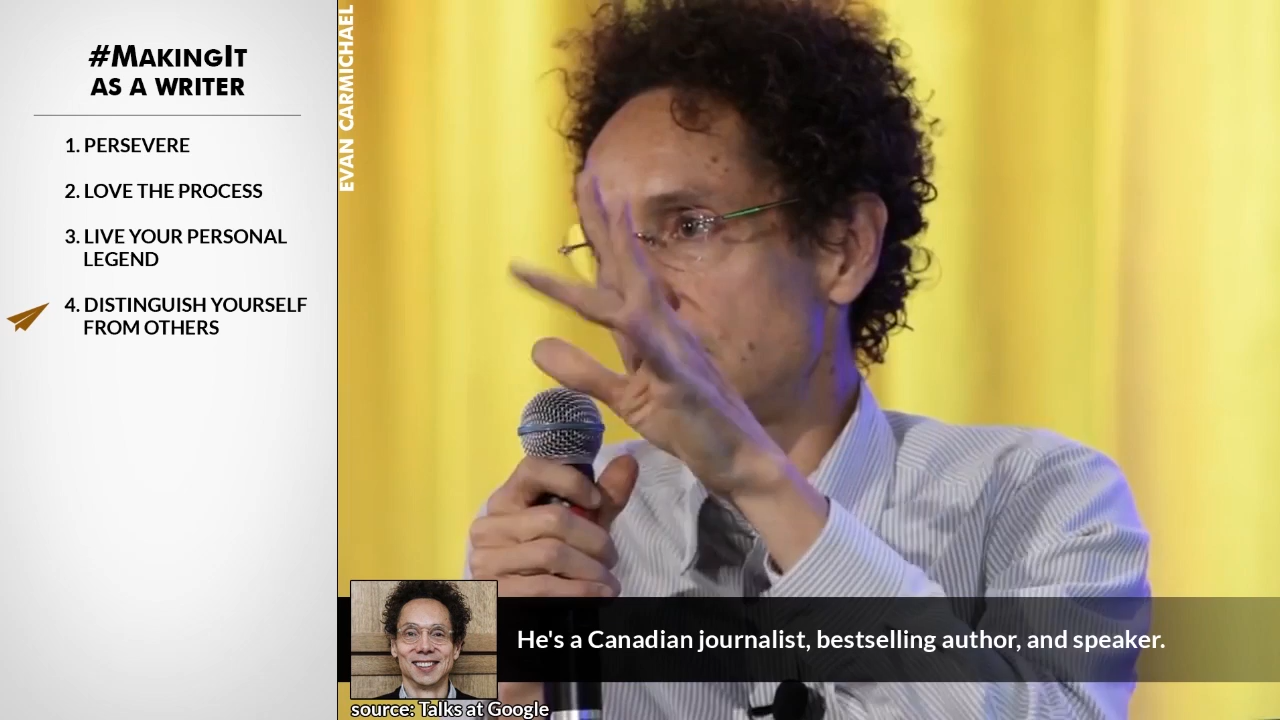 #MAKINGIT
AS A WRITER
1. PERSEVERE
2. LOVE THE PROCESS
3. LIVE YOUR PERSONAL
LEGEND
4. DISTINGUISH YOURSELF
FROM OTHERS
EVAN CARMICHAEL
He's a Canadian journalist, bestselling author, and speaker.
source: Talks at Google